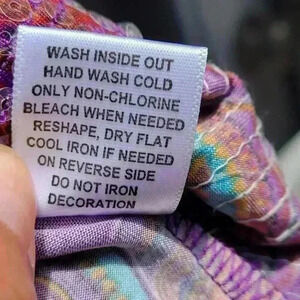 WASH INSIDE OUT
HAND WASH COLD
ONLY NON-CHLORINE
BLEACH WHEN NEEDED
RESHAPE, DRY FLAT
COOL IRON IF NEEDED
ON REVERSE SIDE
DO NOT IRON
DECORATION